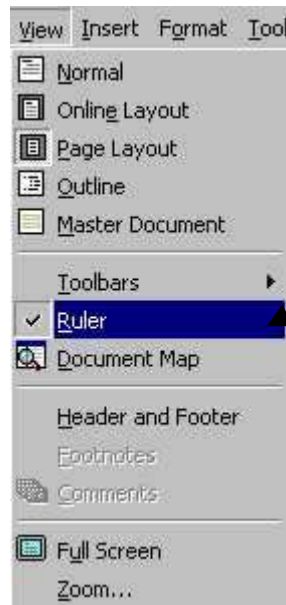 View Insert Format Tool
Normal
Online Layout
Page Layout
Outline
Master Document
Toolbars
Ruler
Document Map
Header and Footer
Footnotes
Comments
Full Screen
Zoom...